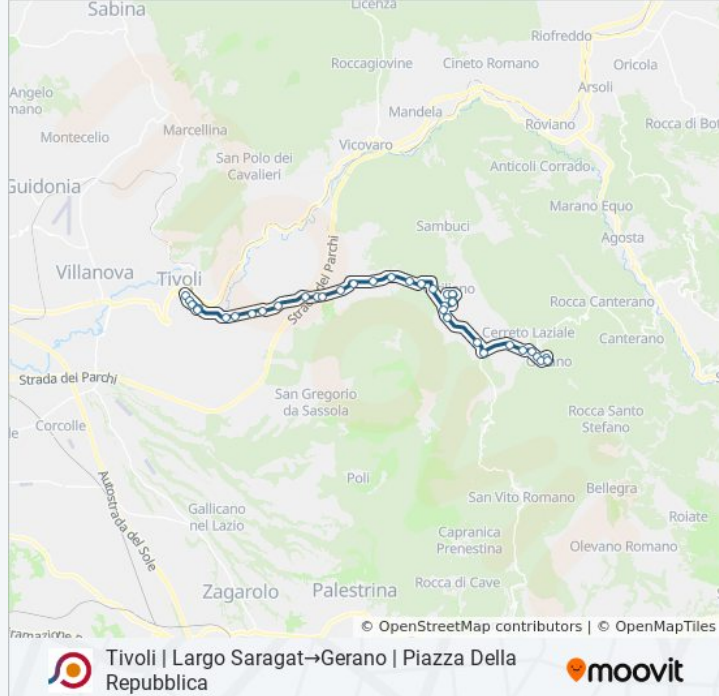 Sabina
Licenza
Riofreddo
Roccagiovine
Cineto Romano
Oricola
Angelo
mano
Mandela
Arsoli
Montecelio
Marcellina
Roviano
Rocca di Bot
Vicovaro
San Polo dei
Cavalieri
Anticoli Corrado
Guidonia
Marano Equo
Sambuci
Agosta
Strada dei Parchi
Villanova
Tivoli
Rocca Canterano
Cerreto Laziale
Canterano
Strada dei Parchi
San Gregorio
da Sassola
Rocca Santo
Stefano
Corcolle
Poli
Bellegra
San Vito Romano
Roiate
Autostrada del Sole
Gallicano
nel Lazio
Capranica
Prenestina
Olevano Romano
Zagarolo
Palestrina
Rocca di Cave
© OpenStreetMap contributors | © OpenMapTiles
Tivoli | Largo Saragat→Gerano | Piazza Della
Repubblica
moovit